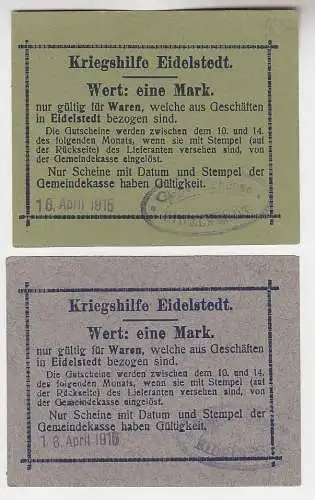 Kriegshilfe Eidelstedt.
Wert: eine Mark.
nur gültig für Waren, welche aus Geschäften
in Eidelstedt bezogen sind.
Die Gutscheine werden zwischen dem 10. und 14.
des folgenden Monats, wenn sie mit Stempel (auf
der Rückseite) des Lieferanten versehen sind, von
der Gemeindekasse eingelöst.
Nur Scheine mit Datum und Stempel der
Gemeindekasse haben Gültigkeit.
16. April 1915
Kriegshilfe Eidelstedt.
Wert: eine Mark.
nur gültig für Waren, welche aus Geschäften
in Eidelstedt bezogen sind.
Die Gutscheine werden zwischen dem 10. und 14.
des folgenden Monats, wenn sie mit Stempel (auf
der Rückseite) des Lieferanten versehen sind, von
der Gemeindekasse eingelöst.
Nur Scheine mit Datum und Stempel der
Gemeindekasse haben Gültigkeit.
16. April 1915